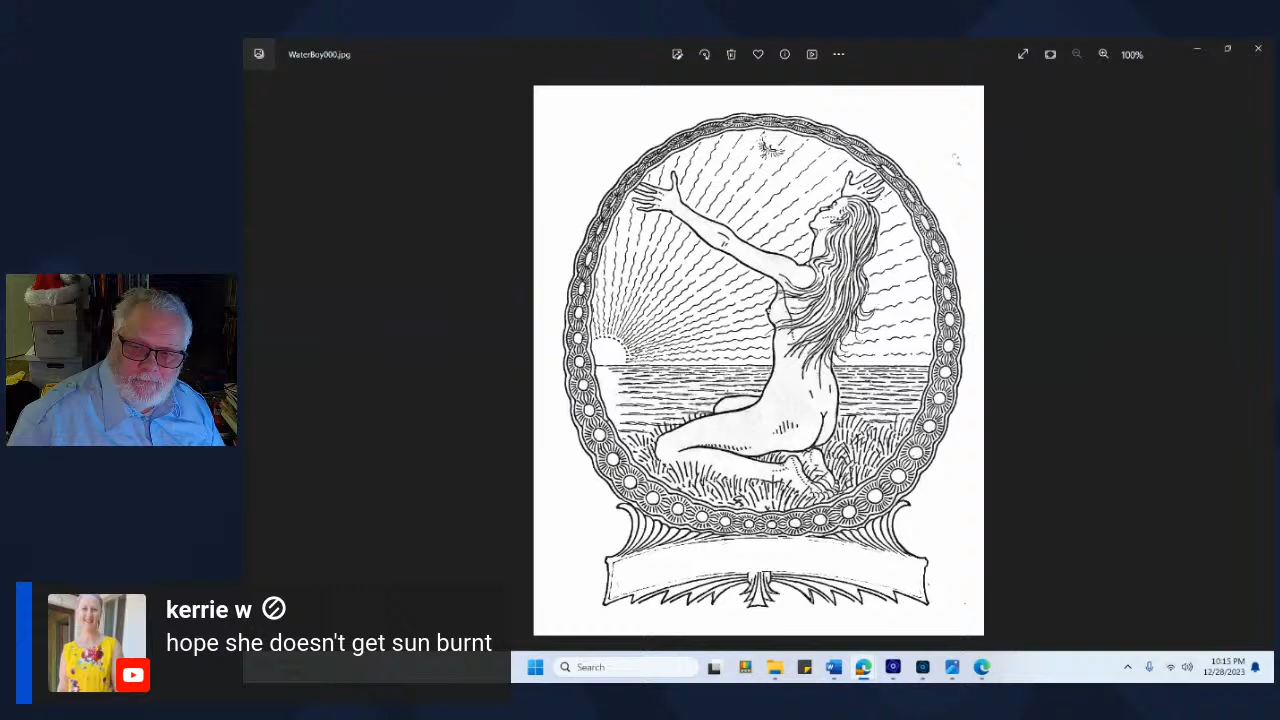 WaterBoy000.jpg
100%
kerrie w
hope she doesn't get sun burnt
Search
10:15 PM
12/28/2023